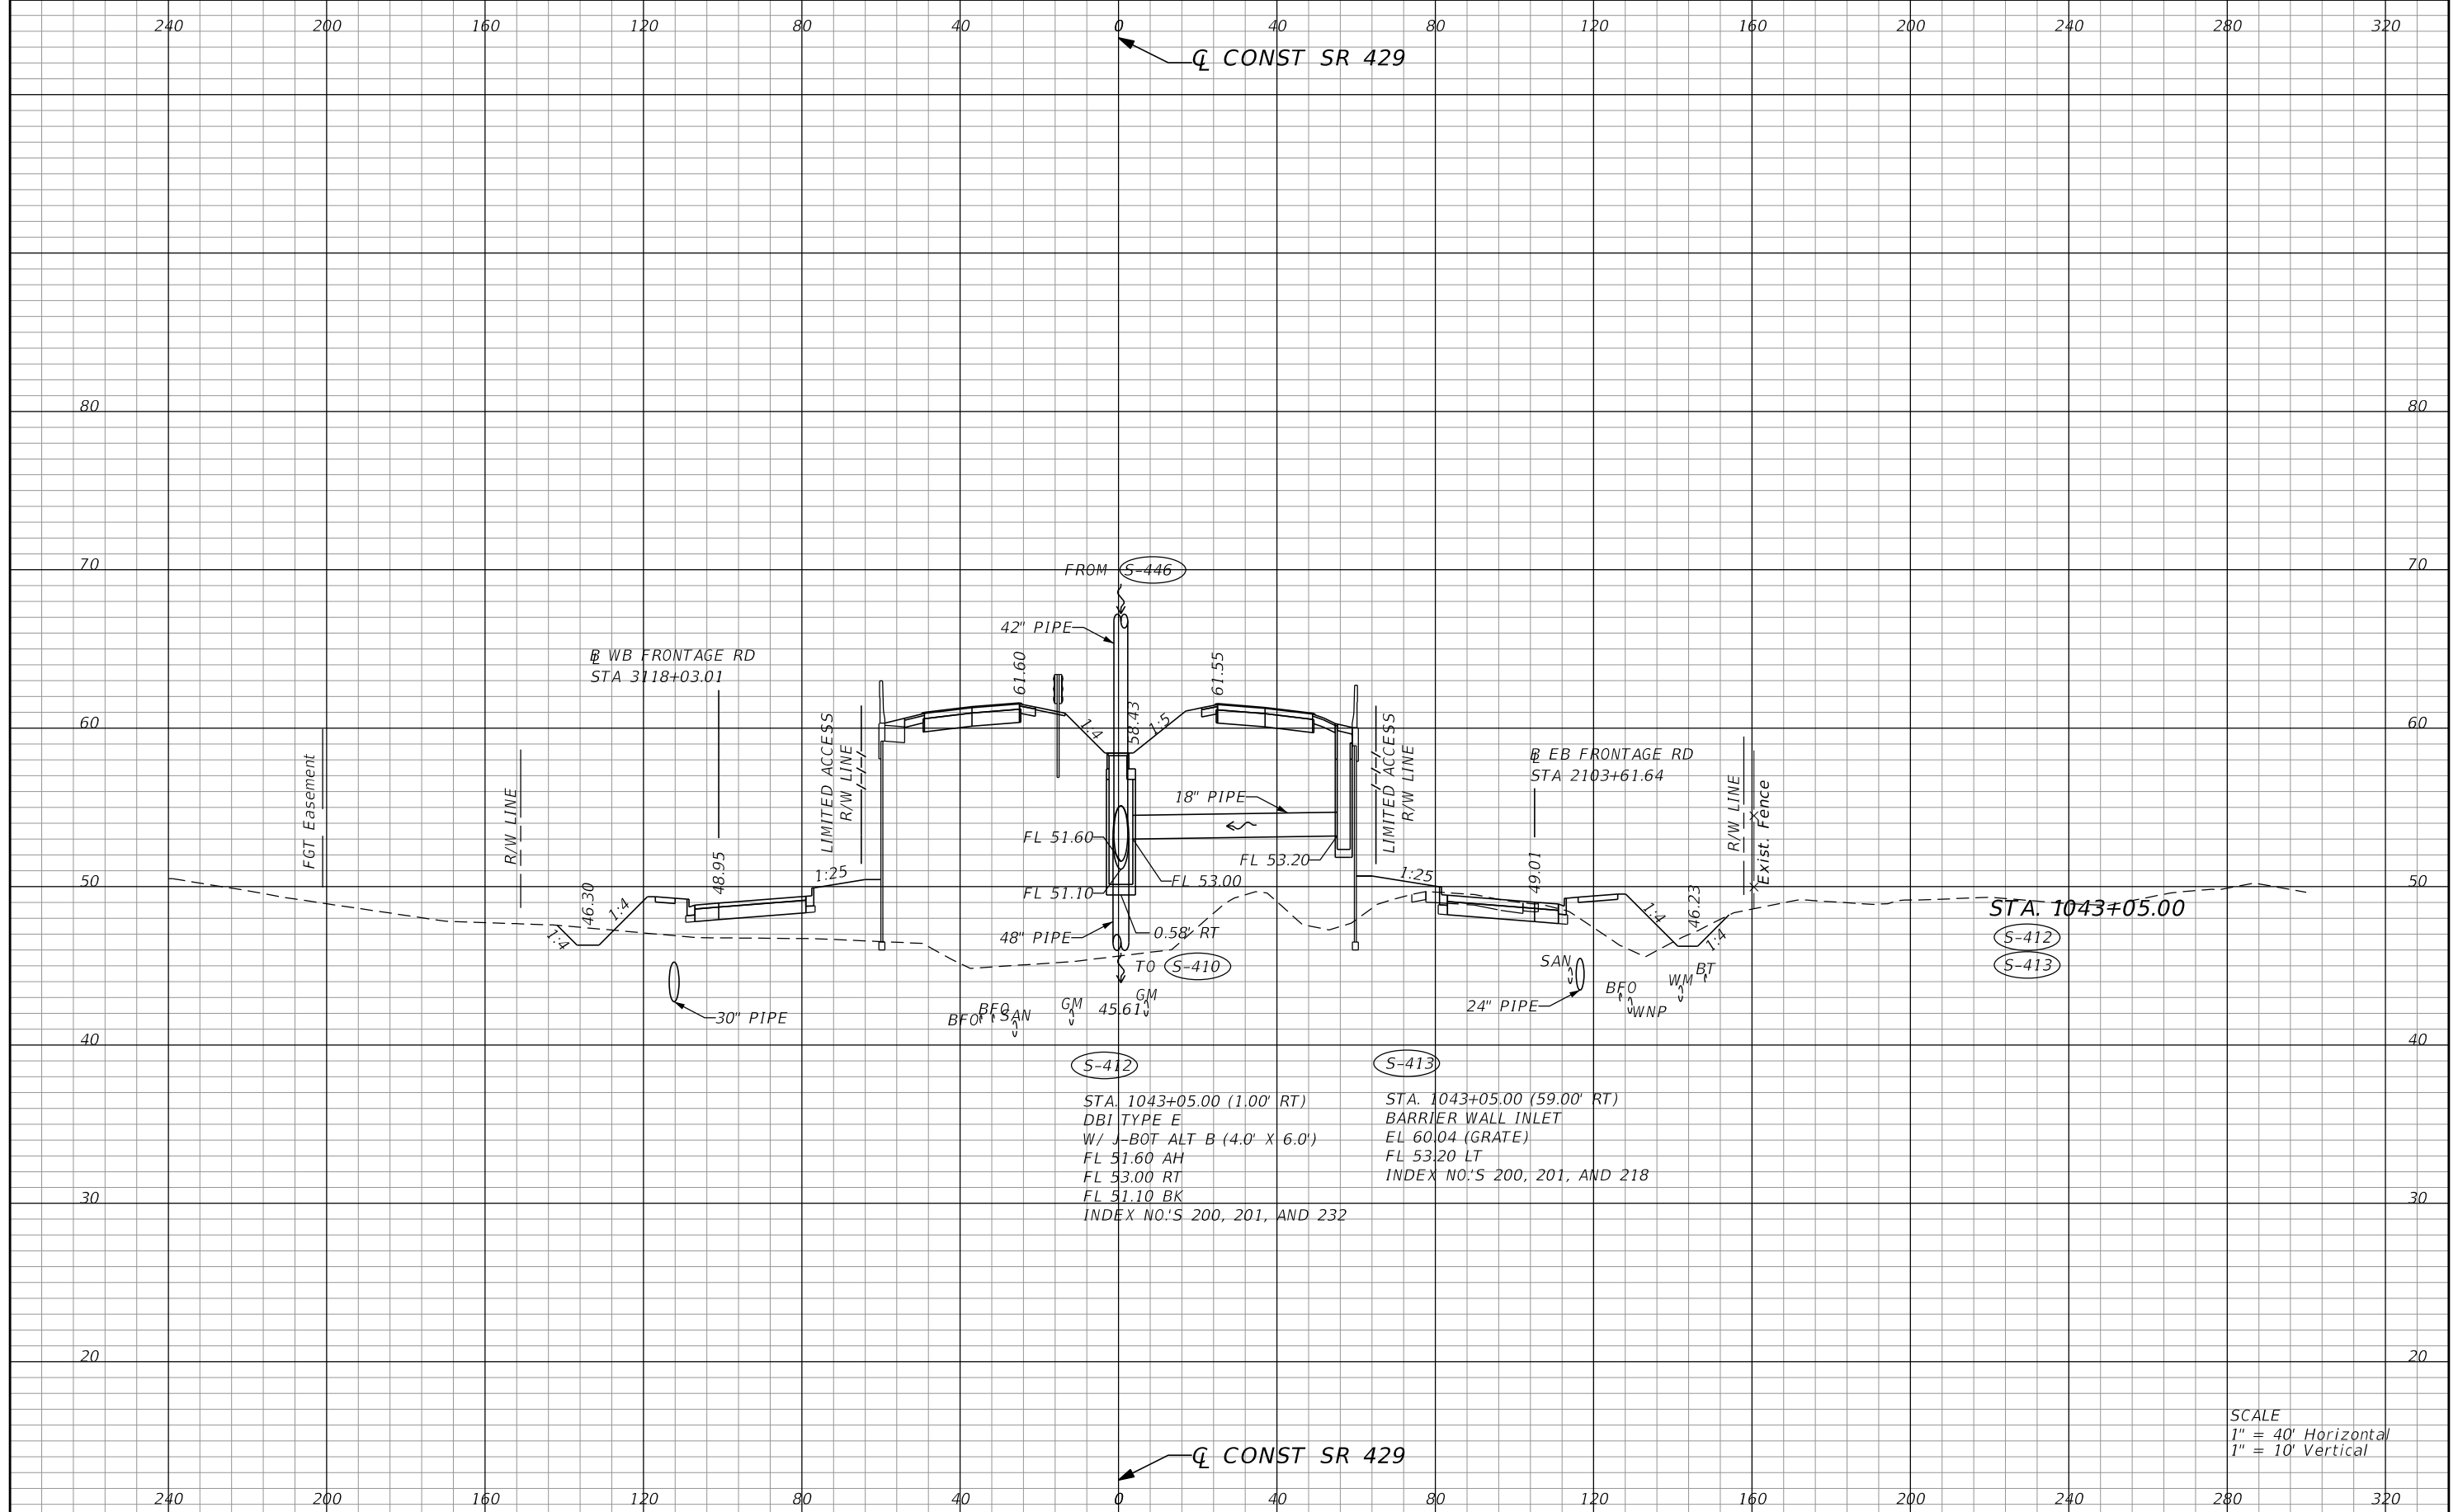 240 200 160 120 80 40 0 40 80 120 160 200 240 280 320
℄ CONST SR 429
80 80
70 70
FROM S-446
42" PIPE
B̲L WB FRONTAGE RD
STA 3118+03.01
61.60
61.55
58.43
1:4
1:5
60 60
LIMITED ACCESS
R/W LINE
LIMITED ACCESS
R/W LINE
B̲L EB FRONTAGE RD
STA 2103+61.64
FGT Easement
R/W LINE
R/W LINE
Exist. Fence
18" PIPE
FL 51.60
FL 53.20
FL 53.00
FL 51.10
50 50
48.95
1:25
1:25
49.01
46.30
1:4
1:4
1:4
46.23
1:4
48" PIPE
0.58' RT
TO S-410
STA. 1043+05.00
S-412
S-413
30" PIPE
BFO
BFO
SAN
GM
45.61
GM
SAN
24" PIPE
BFO
WNP
WM
BT
40 40
S-412
STA. 1043+05.00 (1.00' RT)
DBI TYPE E
W/ J-BOT ALT B (4.0' X 6.0')
FL 51.60 AH
FL 53.00 RT
FL 51.10 BK
INDEX NO.'S 200, 201, AND 232
S-413
STA. 1043+05.00 (59.00' RT)
BARRIER WALL INLET
EL 60.04 (GRATE)
FL 53.20 LT
INDEX NO.'S 200, 201, AND 218
30 30
20 20
SCALE
1" = 40' Horizontal
1" = 10' Vertical
℄ CONST SR 429
240 200 160 120 80 40 0 40 80 120 160 200 240 280 320